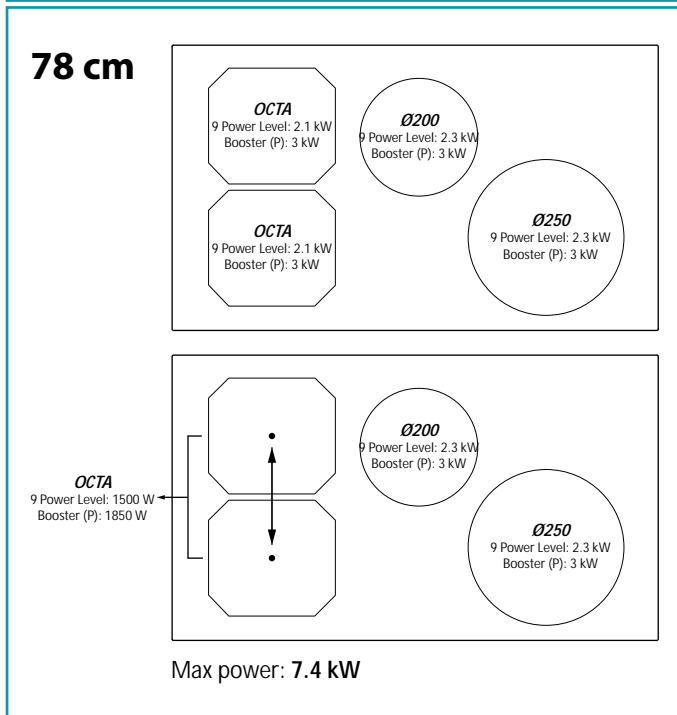 78 cm
OCTA
9 Power Level: 2.1 kW
Booster (P): 3 kW
Ø200
9 Power Level: 2.3 kW
Booster (P): 3 kW
OCTA
9 Power Level: 2.1 kW
Booster (P): 3 kW
Ø250
9 Power Level: 2.3 kW
Booster (P): 3 kW
Ø200
9 Power Level: 2.3 kW
Booster (P): 3 kW
OCTA
9 Power Level: 1500 W
Booster (P): 1850 W
Ø250
9 Power Level: 2.3 kW
Booster (P): 3 kW
Max power: 7.4 kW